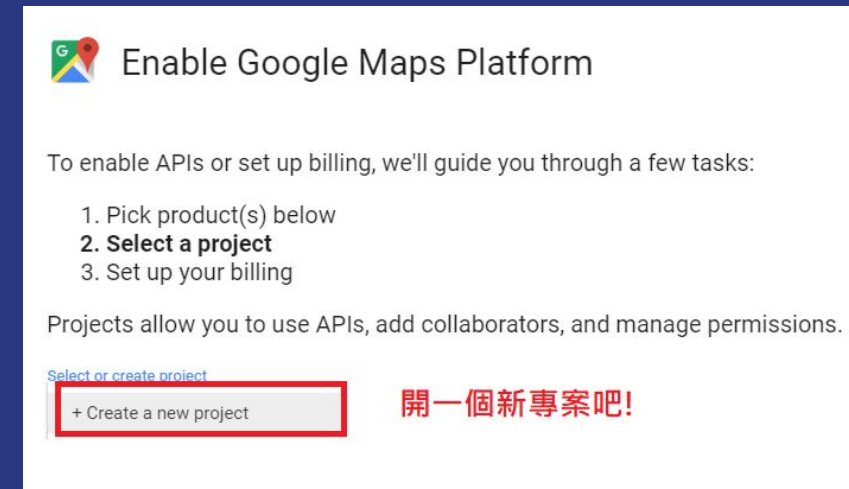 G
Enable Google Maps Platform
To enable APIs or set up billing, we'll guide you through a few tasks:
1. Pick product(s) below
2. Select a project
3. Set up your billing
Projects allow you to use APIs, add collaborators, and manage permissions.
Select or create project
+ Create a new project
開一個新專案吧!